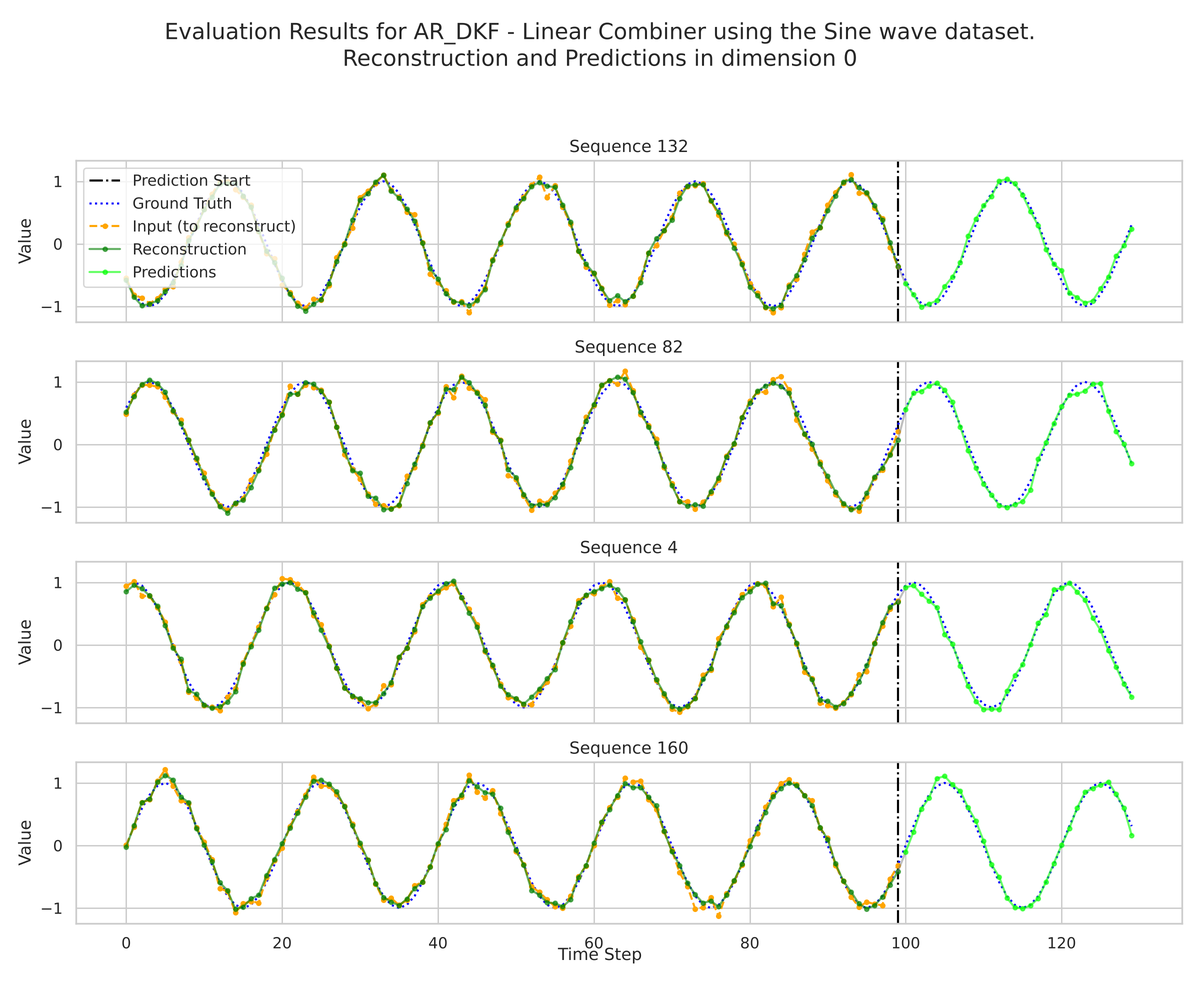 Evaluation Results for AR_DKF - Linear Combiner using the Sine wave dataset.
Reconstruction and Predictions in dimension 0
Sequence 132
Value
1
0
−1
Prediction Start
Ground Truth
Input (to reconstruct)
Reconstruction
Predictions
Sequence 82
Value
1
0
−1
Sequence 4
Value
1
0
−1
Sequence 160
Value
1
0
−1
0 20 40 60 80 100 120
Time Step